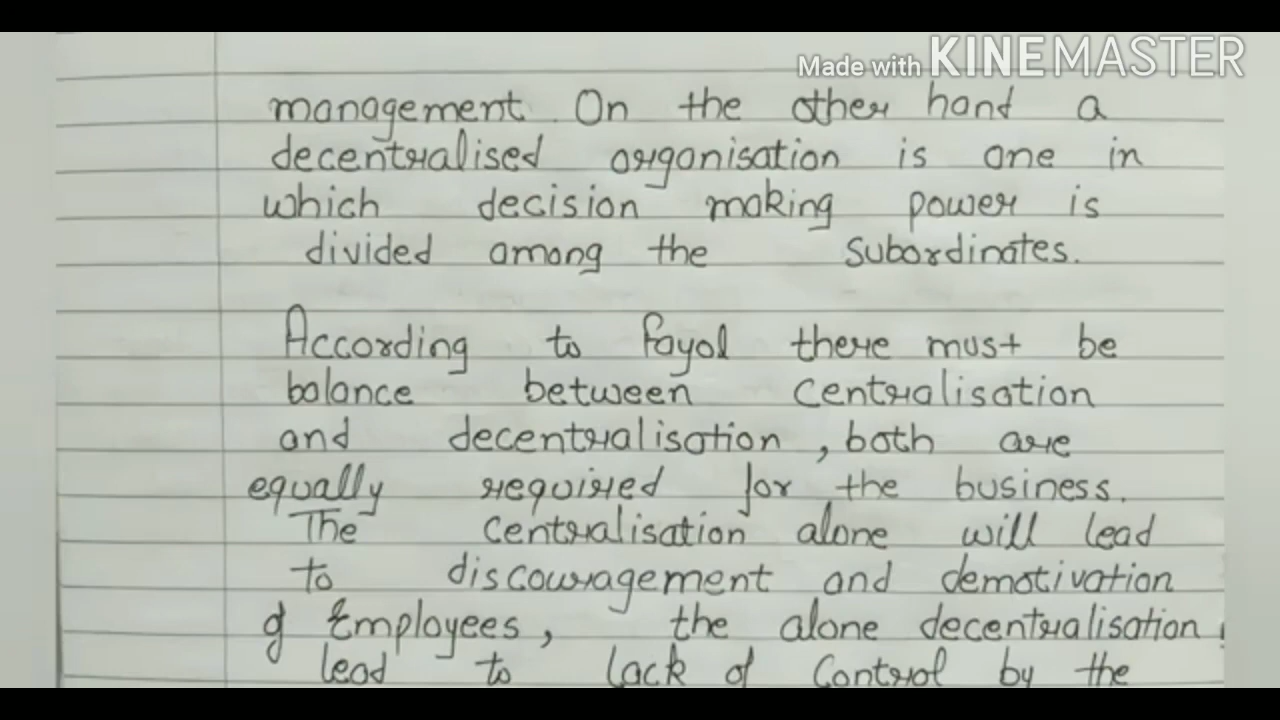 Made with KINEMASTER
management. On the other hand a
decentralised organisation is one in
which decision making power is
divided among the subordinates.
According to Fayol there must be
balance between centralisation
and decentralisation, both are
equally required for the business.
The centralisation alone will lead
to discouragement and demotivation
of Employees, the alone decentralisation
lead to lack of Control by the